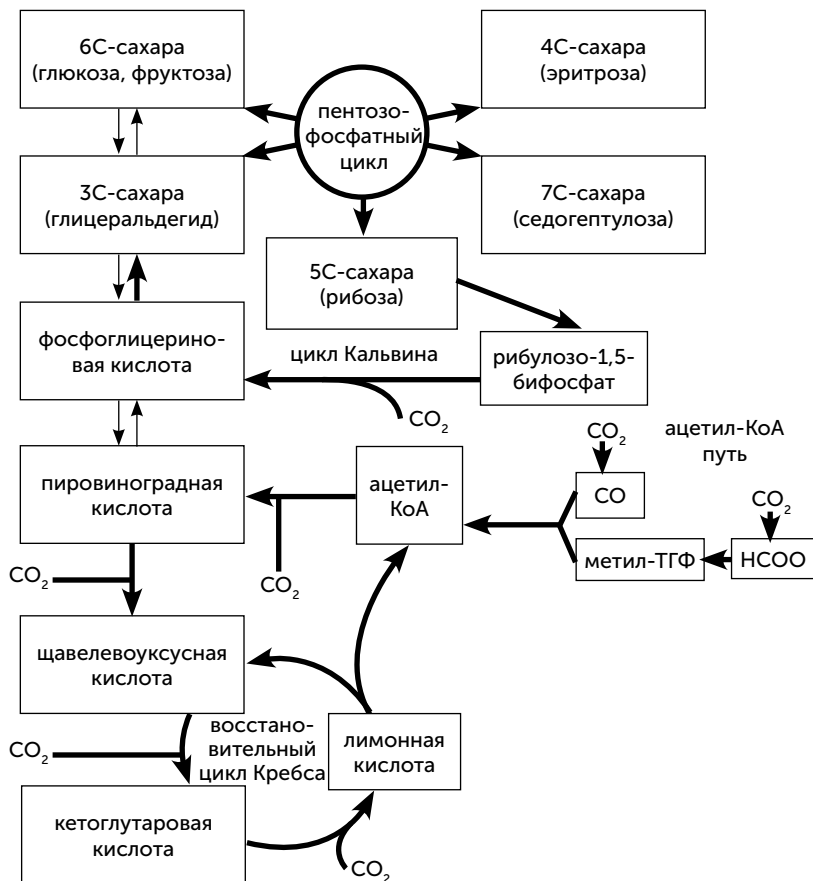 6С-сахара
(глюкоза, фруктоза)
пентозо-
фосфатный
цикл
4С-сахара
(эритроза)
3С-сахара
(глицеральдегид)
7С-сахара
(седогептулоза)
5С-сахара
(рибоза)
фосфоглицерино-
вая кислота
цикл Кальвина
рибулозо-1,5-
бифосфат
CO₂
пировиноградная
кислота
ацетил-
КоА
CO₂
CO
ацетил-КоА
путь
CO₂
метил-ТГФ
HCOO
CO₂
CO₂
щавелевоуксусная
кислота
CO₂
восстано-
вительный
цикл Кребса
лимонная
кислота
кетоглутаровая
кислота
CO₂